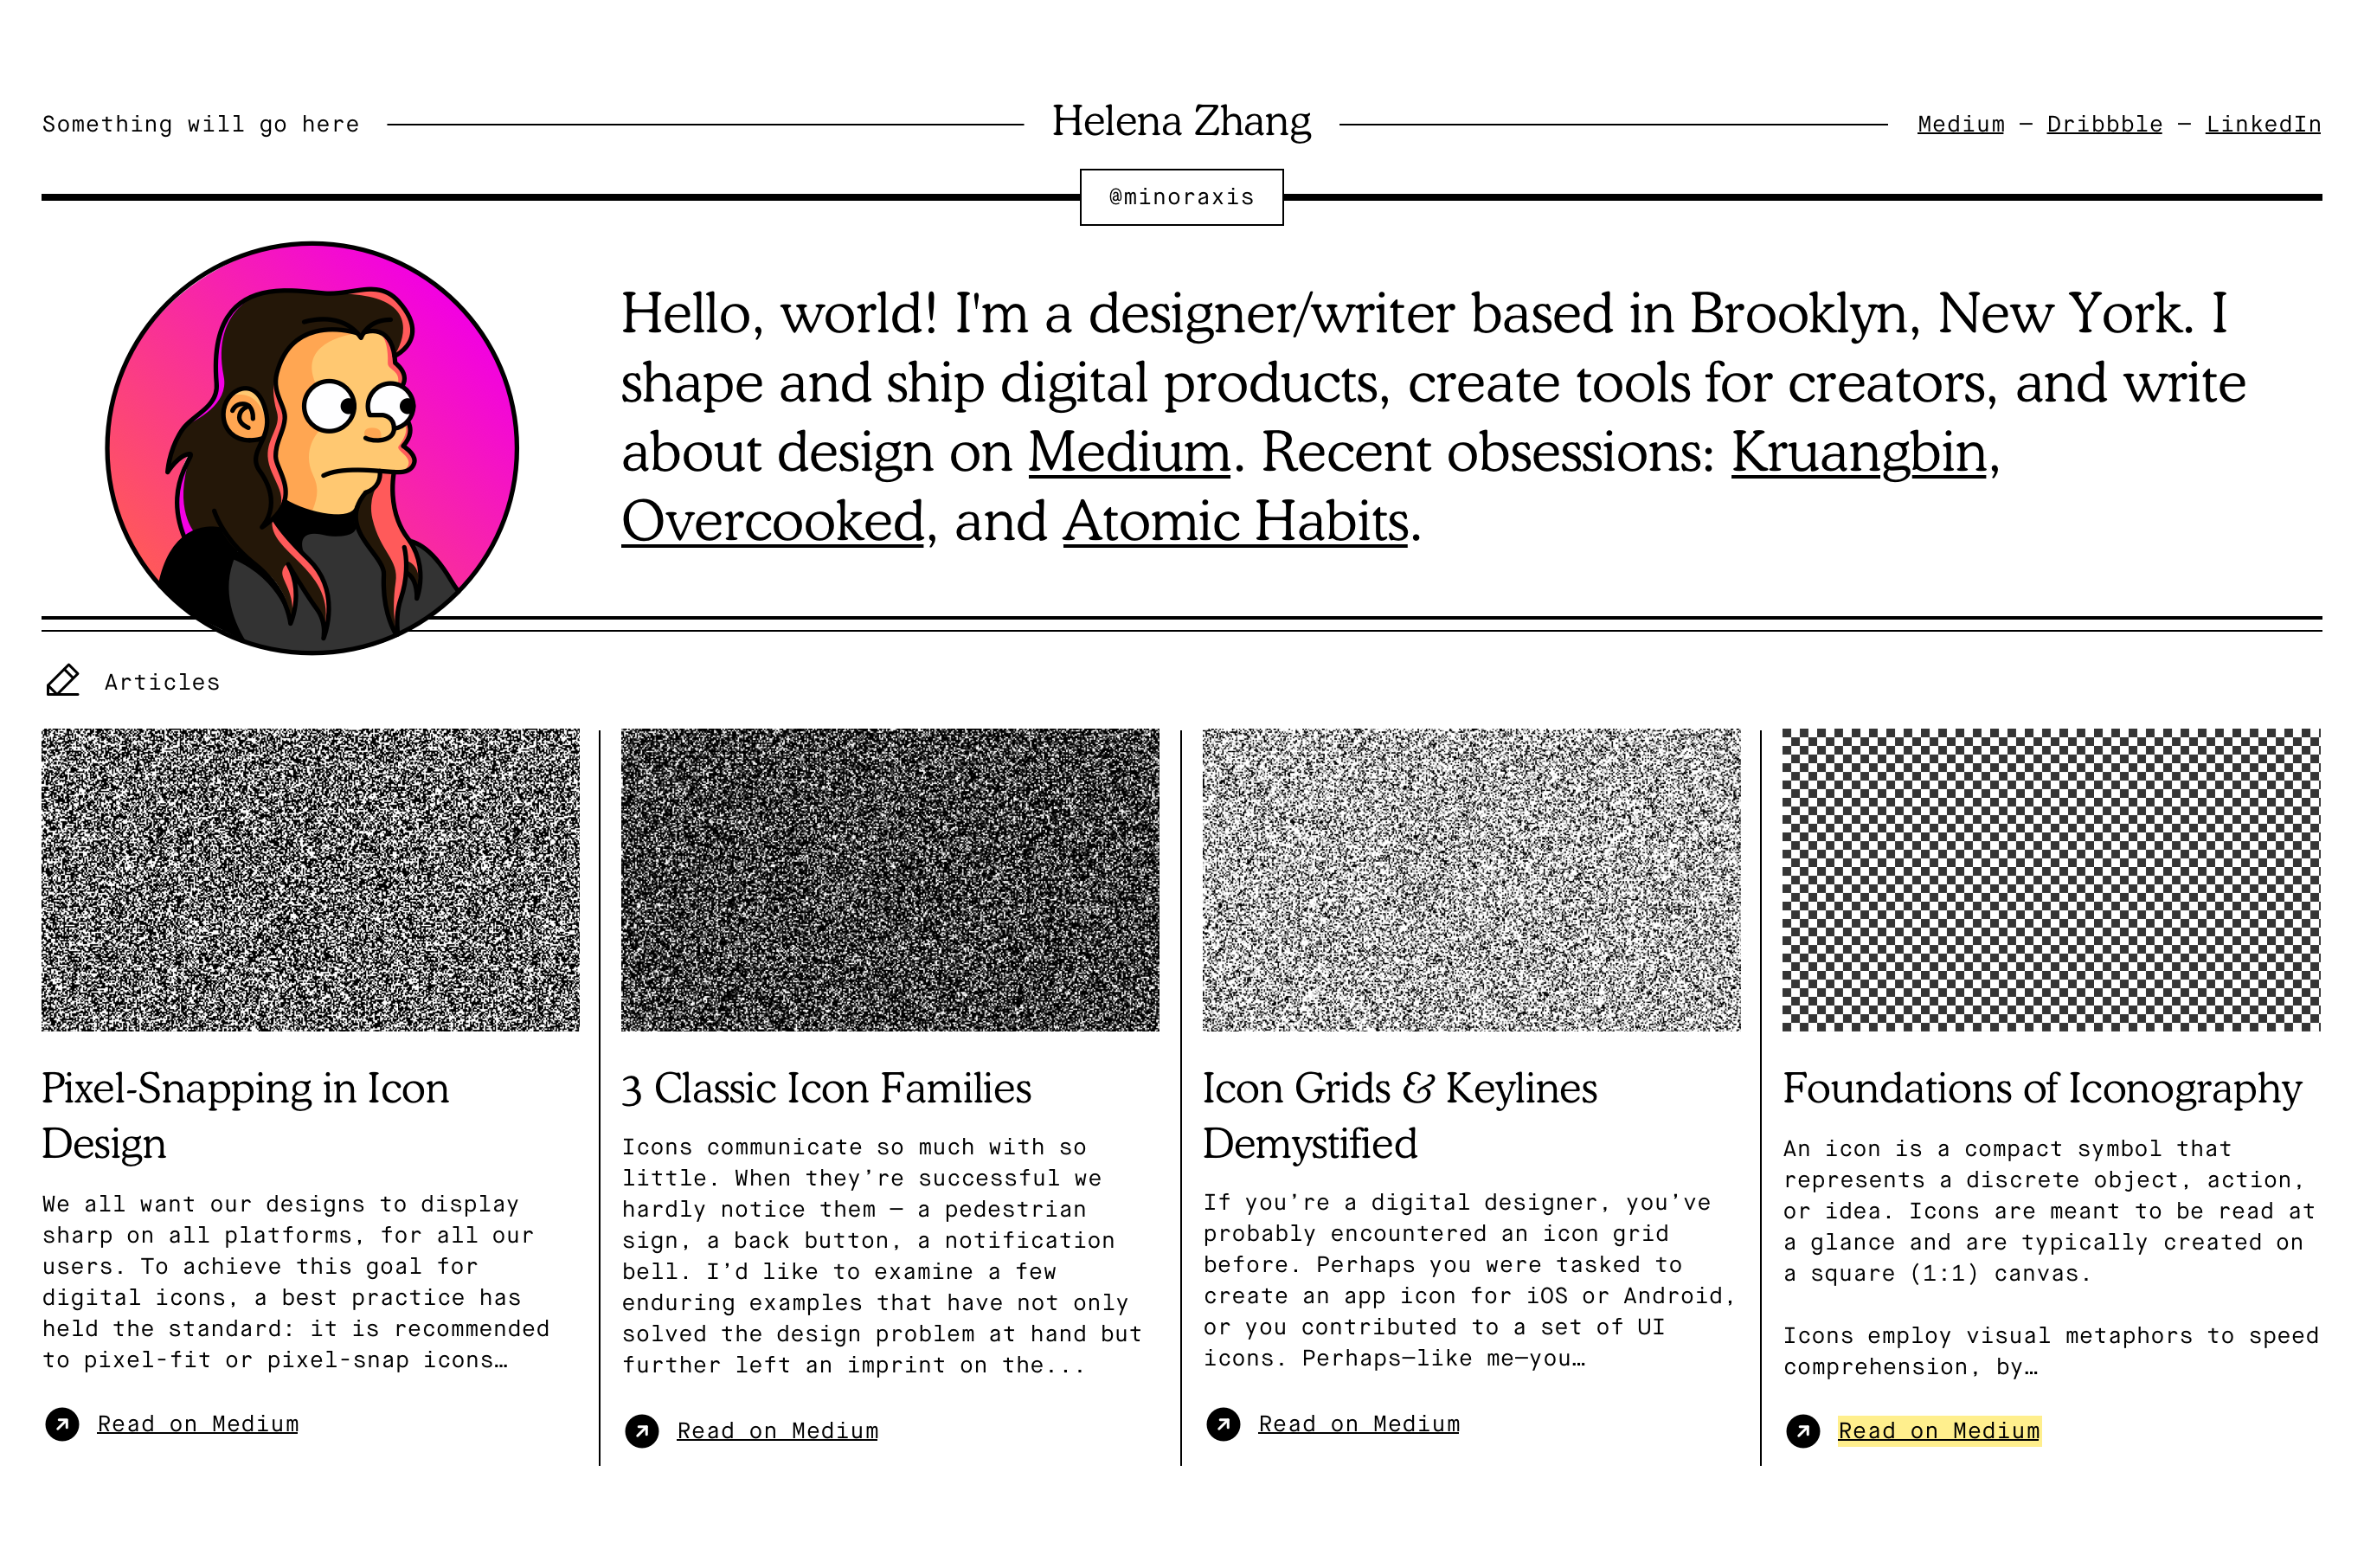 Something will go here
Helena Zhang
Medium — Dribbble — LinkedIn
@minoraxis
Hello, world! I'm a designer/writer based in Brooklyn, New York. I
shape and ship digital products, create tools for creators, and write
about design on Medium. Recent obsessions: Kruangbin,
Overcooked, and Atomic Habits.
Articles
Pixel-Snapping in Icon
Design
We all want our designs to display
sharp on all platforms, for all our
users. To achieve this goal for
digital icons, a best practice has
held the standard: it is recommended
to pixel-fit or pixel-snap icons…
Read on Medium
3 Classic Icon Families
Icons communicate so much with so
little. When they’re successful we
hardly notice them — a pedestrian
sign, a back button, a notification
bell. I’d like to examine a few
enduring examples that have not only
solved the design problem at hand but
further left an imprint on the...
Read on Medium
Icon Grids & Keylines
Demystified
If you’re a digital designer, you’ve
probably encountered an icon grid
before. Perhaps you were tasked to
create an app icon for iOS or Android,
or you contributed to a set of UI
icons. Perhaps—like me—you…
Read on Medium
Foundations of Iconography
An icon is a compact symbol that
represents a discrete object, action,
or idea. Icons are meant to be read at
a glance and are typically created on
a square (1:1) canvas.
Icons employ visual metaphors to speed
comprehension, by…
Read on Medium